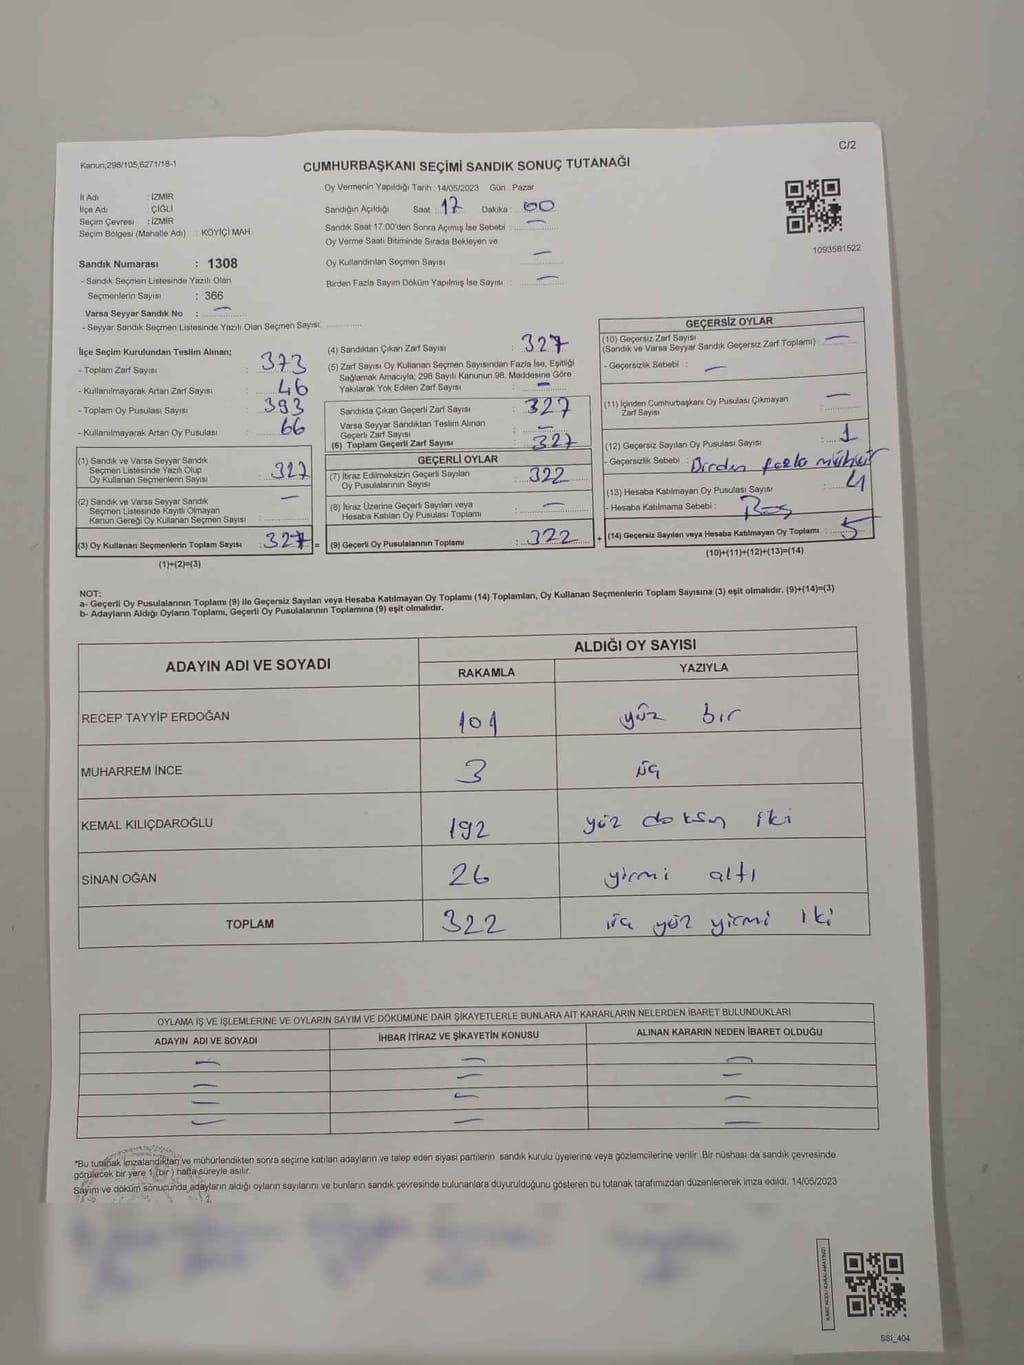 C/2
Kanun;298/105;6271/18-1
CUMHURBAŞKANI SEÇİMİ SANDIK SONUÇ TUTANAĞI
İl Adı : İZMİR
İlçe Adı : ÇİĞLİ
Seçim Çevresi : İZMİR
Seçim Bölgesi (Mahalle Adı) : KÖYİÇİ MAH
Sandık Numarası : 1308
- Sandık Seçmen Listesinde Yazılı Olan
Seçmenlerin Sayısı : 366
Varsa Seyyar Sandık No : —
- Seyyar Sandık Seçmen Listesinde Yazılı Olan Seçmen Sayısı:
Oy Vermenin Yapıldığı Tarih : 14/05/2023 Gün : Pazar
Sandığın Açıldığı Saat : 17 Dakika : 00
Sandık Saat 17:00'den Sonra Açımış İse Sebebi : —
Oy Verme Saati Bitiminde Sırada Bekleyen ve
Oy Kullandırılan Seçmen Sayısı —
Birden Fazla Sayım Döküm Yapılmış İse Sayısı : —
1093581522
İlçe Seçim Kurulundan Teslim Alınan;
- Toplam Zarf Sayısı : 373
- Kullanılmayarak Artan Zarf Sayısı : 46
- Toplam Oy Pusulası Sayısı : 393
- Kullanılmayarak Artan Oy Pusulası : 66
(1) Sandık ve Varsa Seyyar Sandık
Seçmen Listesinde Yazılı Olup
Oy Kullanan Seçmenlerin Sayısı : 327
(2) Sandık ve Varsa Seyyar Sandık
Seçmen Listesinde Kayıtlı Olmayan
Kanun Gereği Oy Kullanan Seçmen Sayısı : —
(3) Oy Kullanan Seçmenlerin Toplam Sayısı : 327 =
(1)+(2)=(3)
(4) Sandıktan Çıkan Zarf Sayısı : 327
(5) Zarf Sayısı Oy Kullanan Seçmen Sayısından Fazla İse, Eşitliği
Sağlamak Amacıyla; 298 Sayılı Kanunun 98. Maddesine Göre
Yakılarak Yok Edilen Zarf Sayısı : —
Sandıkta Çıkan Geçerli Zarf Sayısı : 327
Varsa Seyyar Sandıktan Teslim Alınan
Geçerli Zarf Sayısı : —
(6) Toplam Geçerli Zarf Sayısı : 327
GEÇERLİ OYLAR
(7) İtiraz Edilmeksizin Geçerli Sayılan
Oy Pusulalarının Sayısı : 322
(8) İtiraz Üzerine Geçerli Sayılan veya
Hesaba Katılan Oy Pusulası Toplamı : —
(9) Geçerli Oy Pusulalarının Toplamı : 322 +
GEÇERSİZ OYLAR
(10) Geçersiz Zarf Sayısı
(Sandık ve Varsa Seyyar Sandık Geçersiz Zarf Toplamı) —
- Geçersizlik Sebebi : —
(11) İçinden Cumhurbaşkanı Oy Pusulası Çıkmayan
Zarf Sayısı : —
(12) Geçersiz Sayılan Oy Pusulası Sayısı : 1
- Geçersizlik Sebebi : Birden fazla mühür
(13) Hesaba Katılmayan Oy Pusulası Sayısı : 4
- Hesaba Katılmama Sebebi : Boş
(14) Geçersiz Sayılan veya Hesaba Katılmayan Oy Toplamı : 5
(10)+(11)+(12)+(13)=(14)
NOT:
a- Geçerli Oy Pusulalarının Toplamı (9) ile Geçersiz Sayılan veya Hesaba Katılmayan Oy Toplamı (14) Toplamları, Oy Kullanan Seçmenlerin Toplam Sayısına (3) eşit olmalıdır. (9)+(14)=(3)
b- Adayların Aldığı Oyların Toplamı, Geçerli Oy Pusulalarının Toplamına (9) eşit olmalıdır.
ADAYIN ADI VE SOYADI ALDIĞI OY SAYISI
RAKAMLA YAZIYLA
RECEP TAYYİP ERDOĞAN 101 yüz bir
MUHARREM İNCE 3 üç
KEMAL KILIÇDAROĞLU 192 yüz doksan iki
SİNAN OĞAN 26 yirmi altı
TOPLAM 322 üç yüz yirmi iki
OYLAMA İŞ VE İŞLEMLERİNE VE OYLARIN SAYIM VE DÖKÜMÜNE DAİR ŞİKAYETLERLE BUNLARA AİT KARARLARIN NELERDEN İBARET BULUNDUKLARI
ADAYIN ADI VE SOYADI İHBAR İTİRAZ VE ŞİKAYETİN KONUSU ALINAN KARARIN NEDEN İBARET OLDUĞU
— — —
— — —
— — —
— — —
*Bu tutanak imzalandıktan ve mühürlendikten sonra seçime katılan adayların ve talep eden siyasi partilerin sandık kurulu üyelerine veya gözlemcilerine verilir. Bir nüshası da sandık çevresinde
görülecek bir yere 1 (bir) hafta süreyle asılır.
Sayım ve döküm sonucunda adayların aldığı oyların sayılarını ve bunların sandık çevresinde bulunanlara duyurulduğunu gösteren bu tutanak tarafımızdan düzenlenerek imza edildi. 14/05/2023
SSİ_404